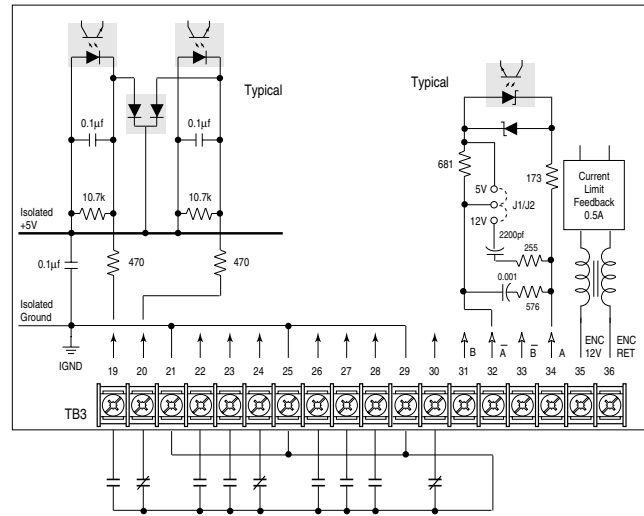 Typical
Typical
0.1µf
0.1µf
681
173
5V
J1/J2
12V
Current
Limit
Feedback
0.5A
10.7k
10.7k
Isolated
+5V
2200pf
255
0.1µf
470
470
0.001
576
Isolated
Ground
IGND
B
A
B
A
ENC
12V
ENC
RET
19 20 21 22 23 24 25 26 27 28 29 30 31 32 33 34 35 36
TB3